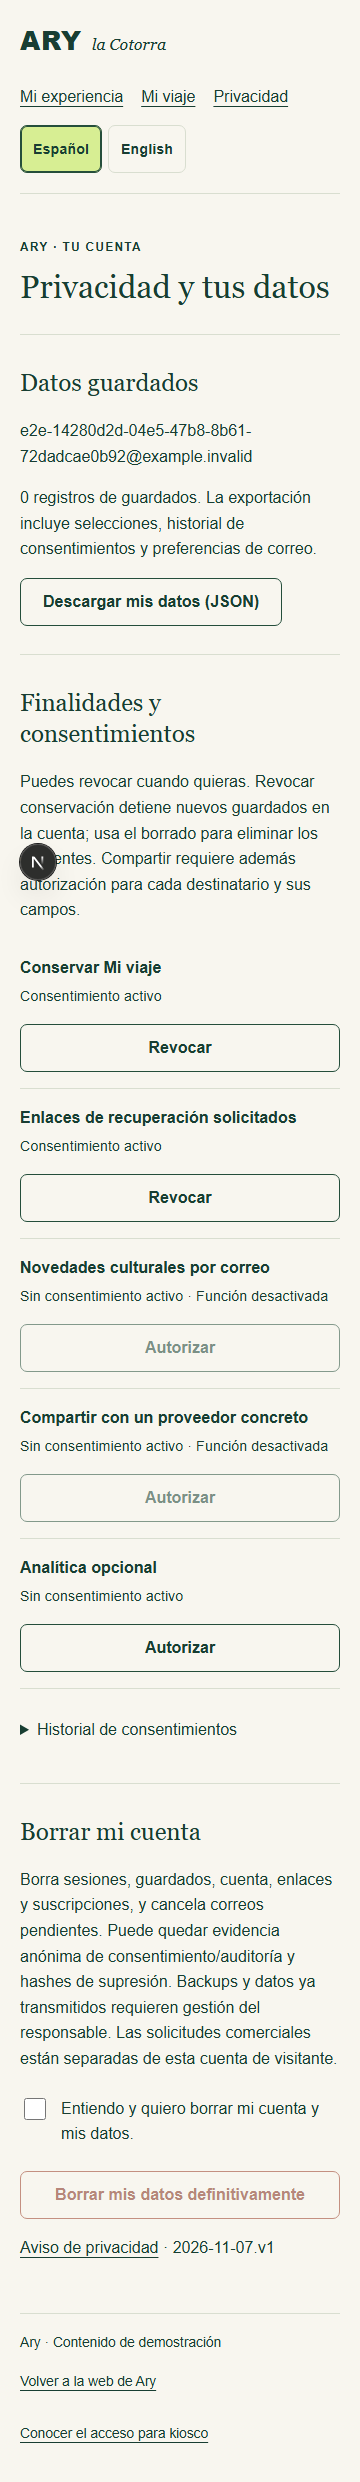 ARY la Cotorra
Mi experiencia Mi viaje Privacidad
Español English
ARY · TU CUENTA
Privacidad y tus datos
Datos guardados
e2e-14280d2d-04e5-47b8-8b61-
72dadcae0b92@example.invalid
0 registros de guardados. La exportación
incluye selecciones, historial de
consentimientos y preferencias de correo.
Descargar mis datos (JSON)
Finalidades y
consentimientos
Puedes revocar cuando quieras. Revocar
conservación detiene nuevos guardados en
la cuenta; usa el borrado para eliminar los
entes. Compartir requiere además
autorización para cada destinatario y sus
campos.
N
Conservar Mi viaje
Consentimiento activo
Revocar
Enlaces de recuperación solicitados
Consentimiento activo
Revocar
Novedades culturales por correo
Sin consentimiento activo · Función desactivada
Autorizar
Compartir con un proveedor concreto
Sin consentimiento activo · Función desactivada
Autorizar
Analítica opcional
Sin consentimiento activo
Autorizar
Historial de consentimientos
Borrar mi cuenta
Borra sesiones, guardados, cuenta, enlaces
y suscripciones, y cancela correos
pendientes. Puede quedar evidencia
anónima de consentimiento/auditoría y
hashes de supresión. Backups y datos ya
transmitidos requieren gestión del
responsable. Las solicitudes comerciales
están separadas de esta cuenta de visitante.
Entiendo y quiero borrar mi cuenta y
mis datos.
Borrar mis datos definitivamente
Aviso de privacidad · 2026-11-07.v1
Ary · Contenido de demostración
Volver a la web de Ary
Conocer el acceso para kiosco